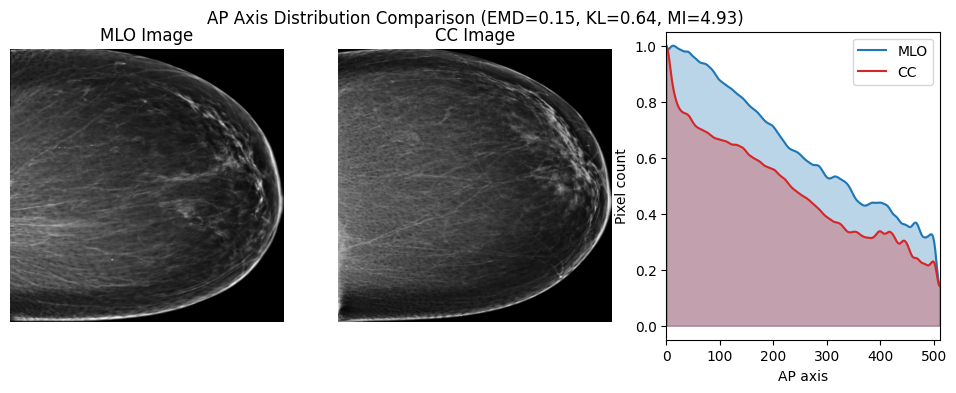 AP Axis Distribution Comparison (EMD=0.15, KL=0.64, MI=4.93)
MLO Image
CC Image
MLO
CC
1.0
0.8
0.6
0.4
0.2
0.0
Pixel count
0 100 200 300 400 500
AP axis